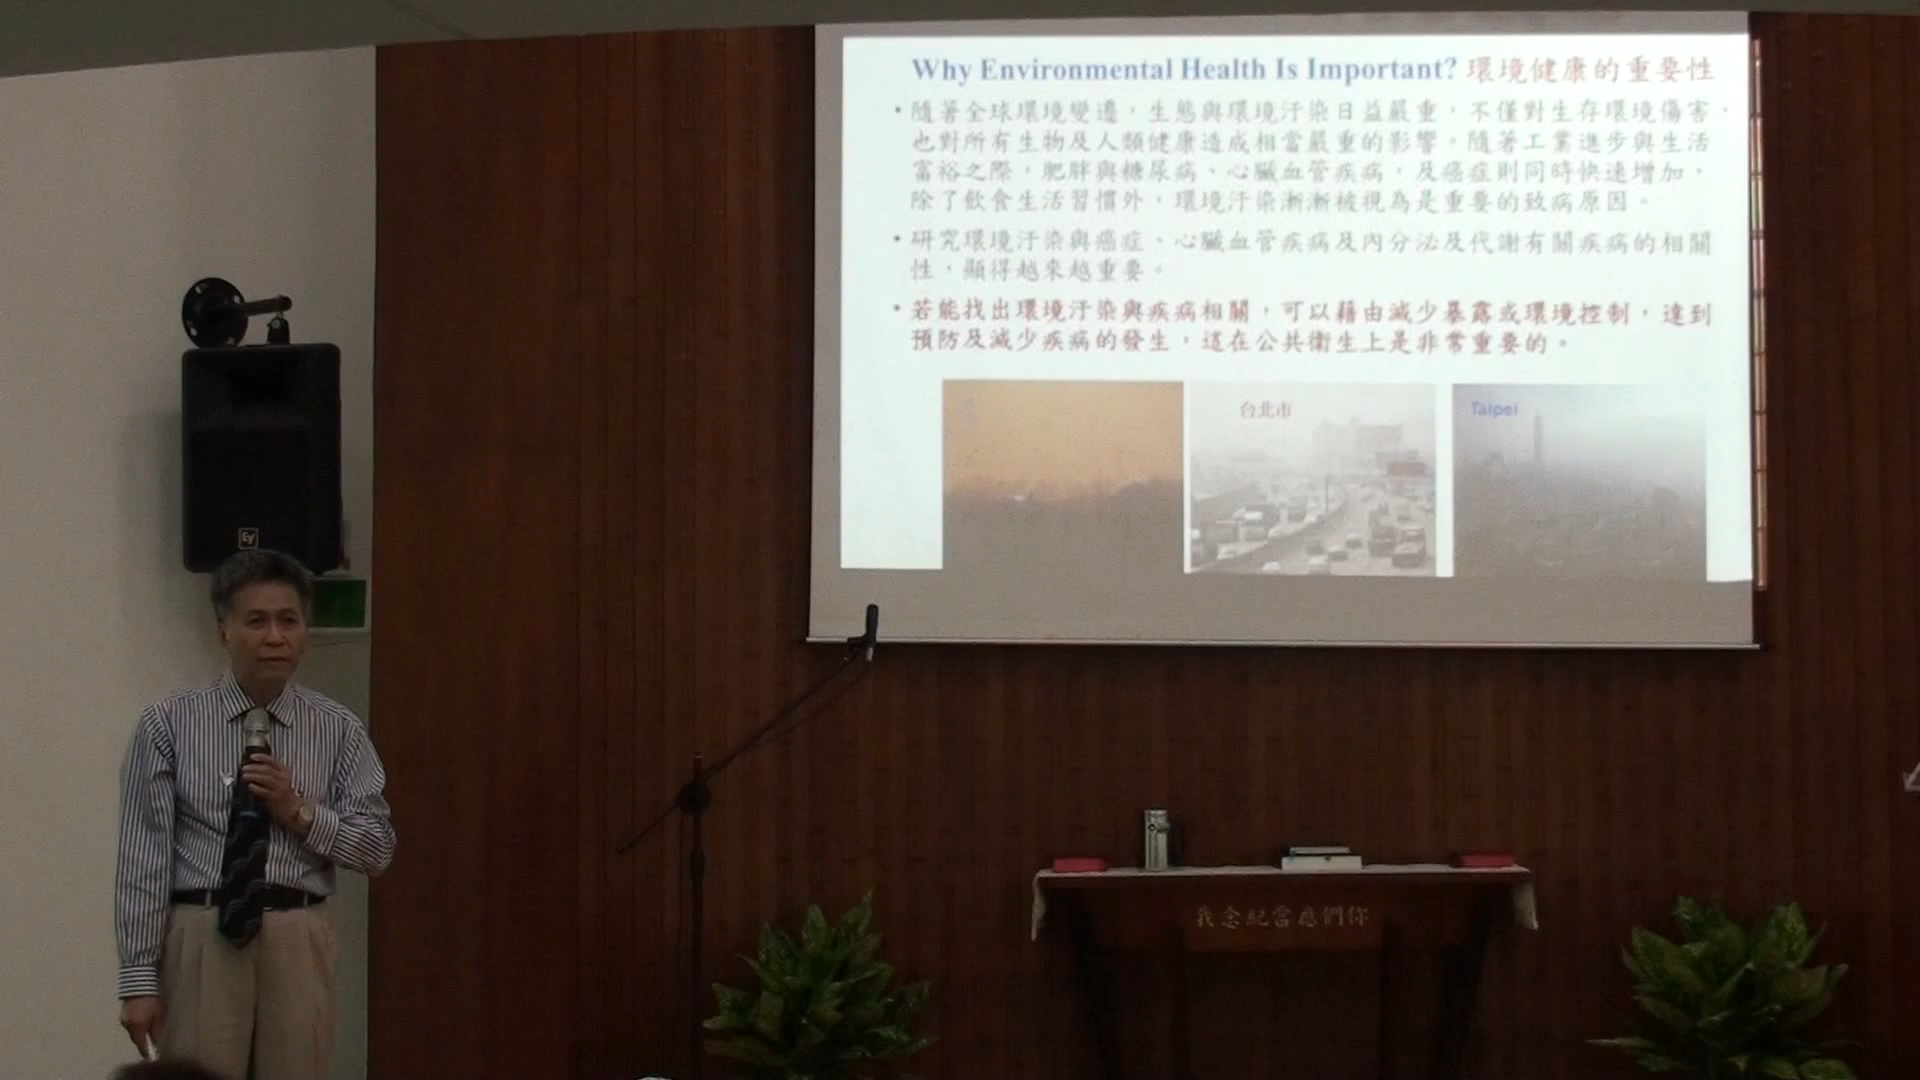 Why Environmental Health Is Important? 環境健康的重要性
• 隨著全球環境變遷，生態與環境汙染日益嚴重，不僅對生存環境傷害，
也對所有生物及人類健康造成相當嚴重的影響。隨著工業進步與生活
富裕之際，肥胖與糖尿病、心臟血管疾病，及癌症則同時快速增加，
除了飲食生活習慣外，環境汙染漸漸被視為是重要的致病原因。
• 研究環境汙染與癌症、心臟血管疾病及內分泌及代謝有關疾病的相關
性，顯得越來越重要。
• 若能找出環境汙染與疾病相關，可以藉由減少暴露或環境控制，達到
預防及減少疾病的發生，這在公共衛生上是非常重要的。
台北市
Taipei
EV
我念紀當應們你